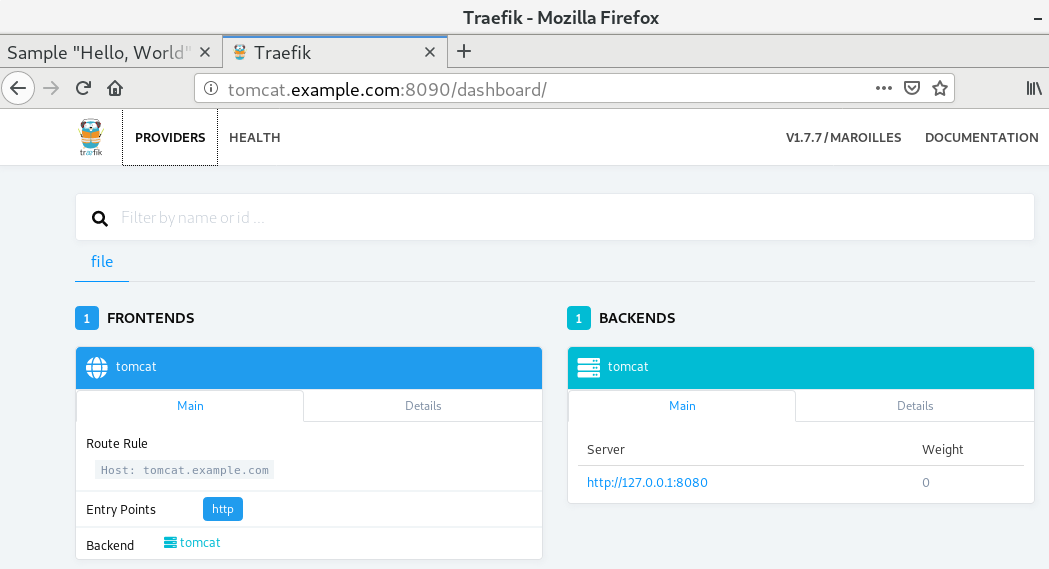 Traefik - Mozilla Firefox
Sample "Hello, World"
Traefik
tomcat.example.com:8090/dashboard/
træfik
PROVIDERS
HEALTH
V1.7.7 / MAROILLES
DOCUMENTATION
Filter by name or id ...
file
1 FRONTENDS
tomcat
Main
Details
Route Rule
Host: tomcat.example.com
Entry Points
http
Backend
tomcat
1 BACKENDS
tomcat
Main
Details
Server
Weight
http://127.0.0.1:8080
0